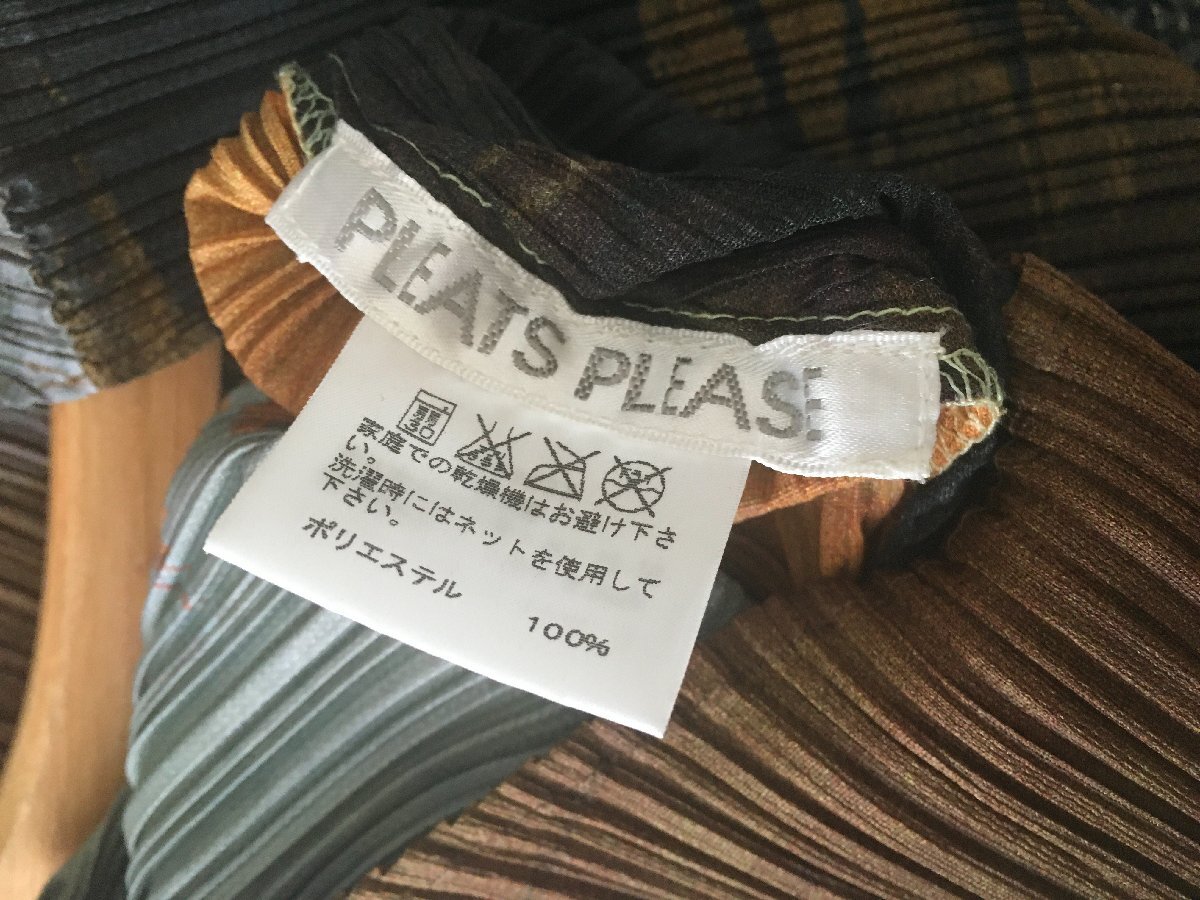 PLEATS PLEASE
家庭での乾燥機はお避け下さ
い。
洗濯時にはネットを使用して
下さい。
ポリエステル
100%